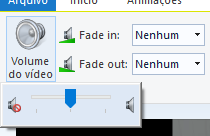 Arquivo Início Animações
Volume do vídeo
Fade in: Nenhum
Fade out: Nenhum